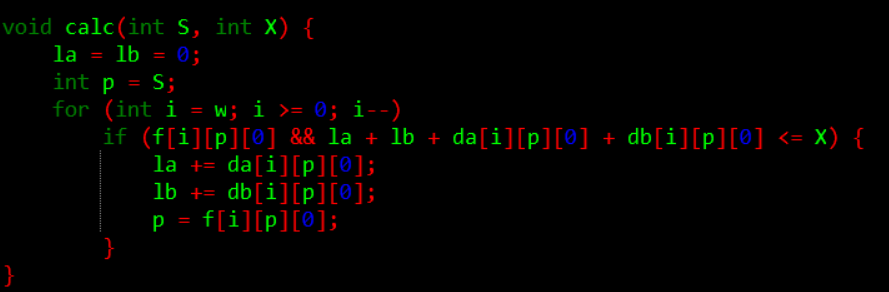 void calc(int S, int X) {
    la = lb = 0;
    int p = S;
    for (int i = w; i >= 0; i--)
        if (f[i][p][0] && la + lb + da[i][p][0] + db[i][p][0] <= X) {
            la += da[i][p][0];
            lb += db[i][p][0];
            p = f[i][p][0];
        }
}